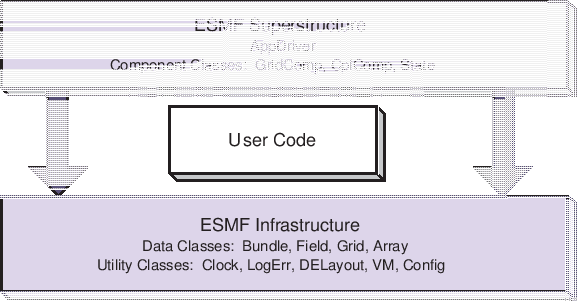 ESMF Superstructure
AppDriver
Component Classes: GridComp, CplComp, State
User Code
ESMF Infrastructure
Data Classes: Bundle, Field, Grid, Array
Utility Classes: Clock, LogErr, DELayout, VM, Config